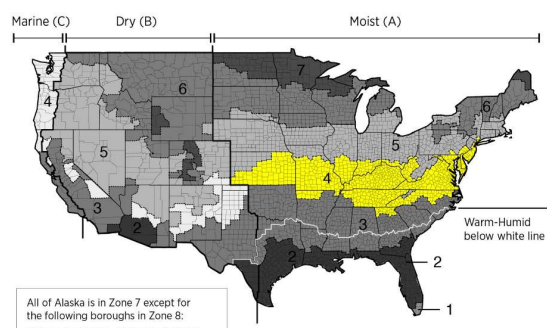 Marine (C) Dry (B) Moist (A)
7
4
6
6
5
5
4
3
3
Warm-Humid
below white line
2
2
2
1
All of Alaska is in Zone 7 except for
the following boroughs in Zone 8: